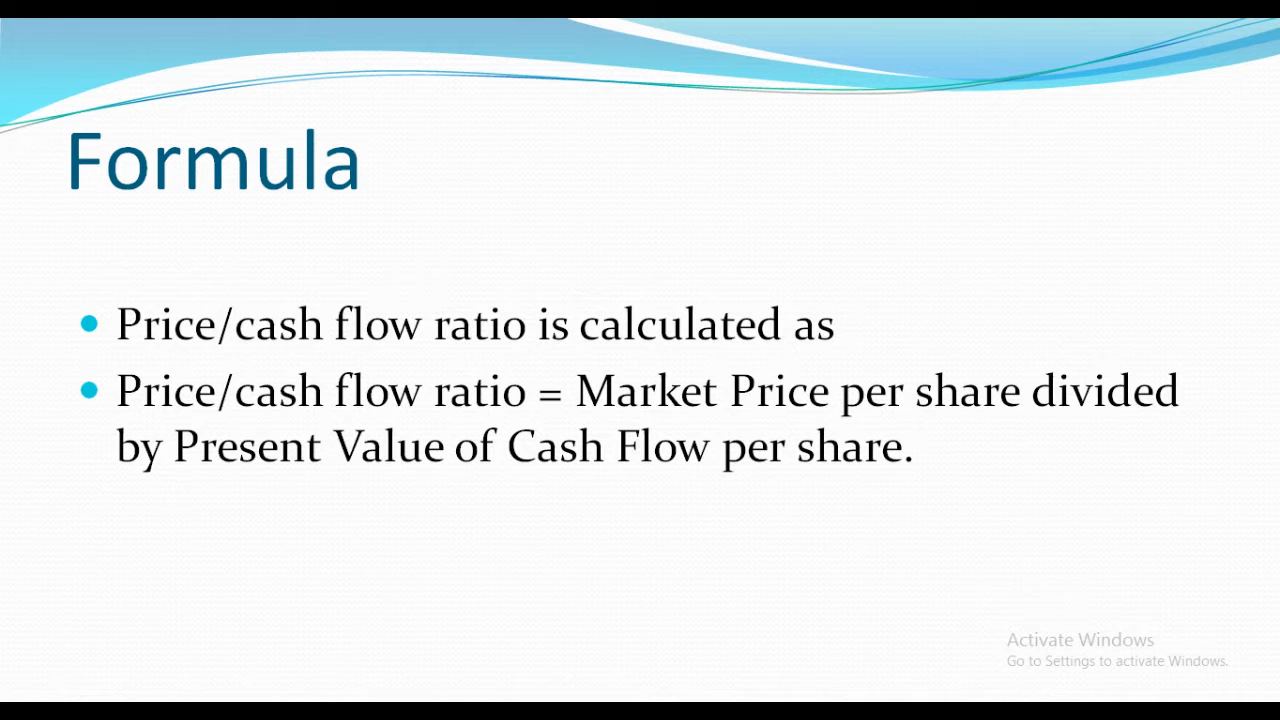 Formula
• Price/cash flow ratio is calculated as
• Price/cash flow ratio = Market Price per share divided
by Present Value of Cash Flow per share.
Activate Windows
Go to Settings to activate Windows.